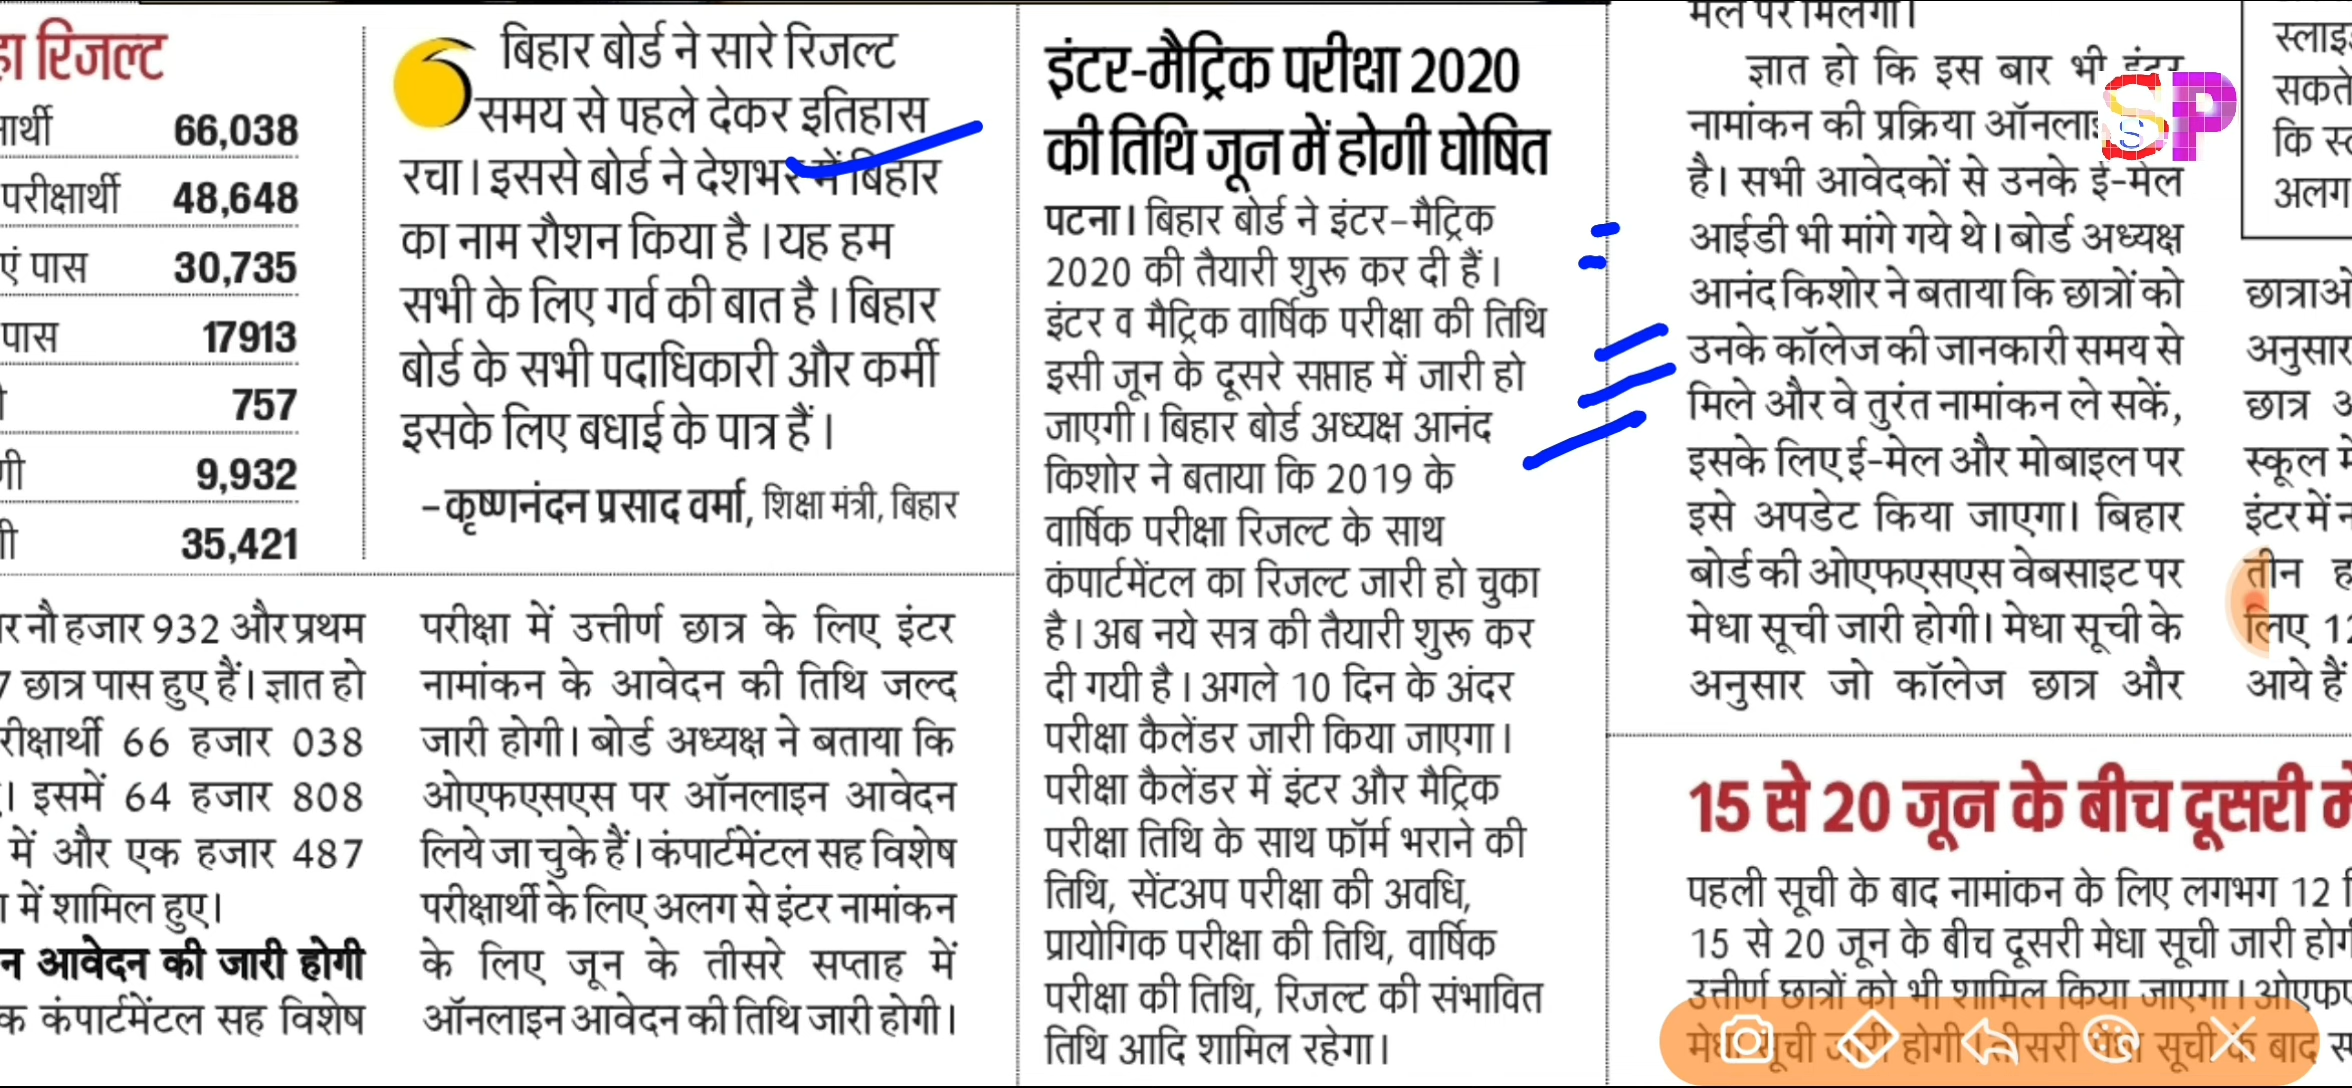 रिजल्ट
66,038
परीक्षार्थी 48,648
पास 30,735
पास 17913
757
9,932
35,421
बिहार बोर्ड ने सारे रिजल्ट
समय से पहले देकर इतिहास
रचा। इससे बोर्ड ने देशभर में बिहार
का नाम रौशन किया है। यह हम
सभी के लिए गर्व की बात है। बिहार
बोर्ड के सभी पदाधिकारी और कर्मी
इसके लिए बधाई के पात्र हैं।
-कृष्णनंदन प्रसाद वर्मा, शिक्षा मंत्री, बिहार
नौ हजार 932 और प्रथम
छात्र पास हुए हैं। ज्ञात हो
66 हजार 038
। इसमें 64 हजार 808
में और एक हजार 487
में शामिल हुए।
आवेदन की जारी होगी
कंपार्टमेंटल सह विशेष
परीक्षा में उत्तीर्ण छात्र के लिए इंटर
नामांकन के आवेदन की तिथि जल्द
जारी होगी। बोर्ड अध्यक्ष ने बताया कि
ओएफएसएस पर ऑनलाइन आवेदन
लिये जा चुके हैं। कंपार्टमेंटल सह विशेष
परीक्षार्थी के लिए अलग से इंटर नामांकन
के लिए जून के तीसरे सप्ताह में
ऑनलाइन आवेदन की तिथि जारी होगी।
इंटर-मैट्रिक परीक्षा 2020
की तिथि जून में होगी घोषित
पटना। बिहार बोर्ड ने इंटर-मैट्रिक
2020 की तैयारी शुरू कर दी हैं।
इंटर व मैट्रिक वार्षिक परीक्षा की तिथि
इसी जून के दूसरे सप्ताह में जारी हो
जाएगी। बिहार बोर्ड अध्यक्ष आनंद
किशोर ने बताया कि 2019 के
वार्षिक परीक्षा रिजल्ट के साथ
कंपार्टमेंटल का रिजल्ट जारी हो चुका
है। अब नये सत्र की तैयारी शुरू कर
दी गयी है। अगले 10 दिन के अंदर
परीक्षा कैलेंडर जारी किया जाएगा।
परीक्षा कैलेंडर में इंटर और मैट्रिक
परीक्षा तिथि के साथ फॉर्म भराने की
तिथि, सेंटअप परीक्षा की अवधि,
प्रायोगिक परीक्षा की तिथि, वार्षिक
परीक्षा की तिथि, रिजल्ट की संभावित
तिथि आदि शामिल रहेगा।
मेल पर मिलेगी।
ज्ञात हो कि इस बार भी इंटर
नामांकन की प्रक्रिया
है। सभी आवेदकों से उनके ई-मेल
आईडी भी मांगे गये थे। बोर्ड अध्यक्ष
आनंद किशोर ने बताया कि छात्रों को
उनके कॉलेज की जानकारी समय से
मिले और वे तुरंत नामांकन ले सकें,
इसके लिए ई-मेल और मोबाइल पर
इसे अपडेट किया जाएगा। बिहार
बोर्ड की ओएफएसएस वेबसाइट पर
मेधा सूची जारी होगी। मेधा सूची के
अनुसार जो कॉलेज छात्र और
SP
S
सकते
कि
अलग
अनुसार
छात्र
स्कूल
इंटर में
तीन
लिए
आये हैं
15 से 20 जून के बीच दूसरी
पहली सूची के बाद नामांकन के लिए लगभग 12
15 से 20 जून के बीच दूसरी मेधा सूची जारी
उत्तीर्ण छात्रों को भी शामिल किया जाएगा।
सूची जारी होगी। तीसरी मेधा सूची के बाद